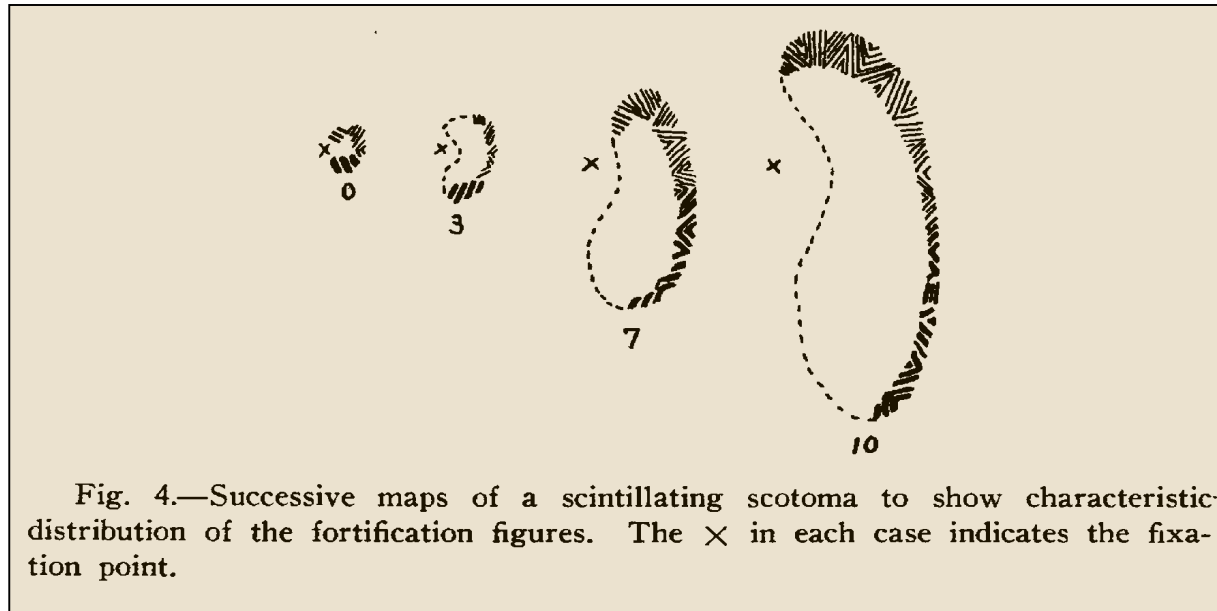 × × × ×
0 3 7 10
Fig. 4.—Successive maps of a scintillating scotoma to show characteristic
distribution of the fortification figures. The × in each case indicates the fixa-
tion point.